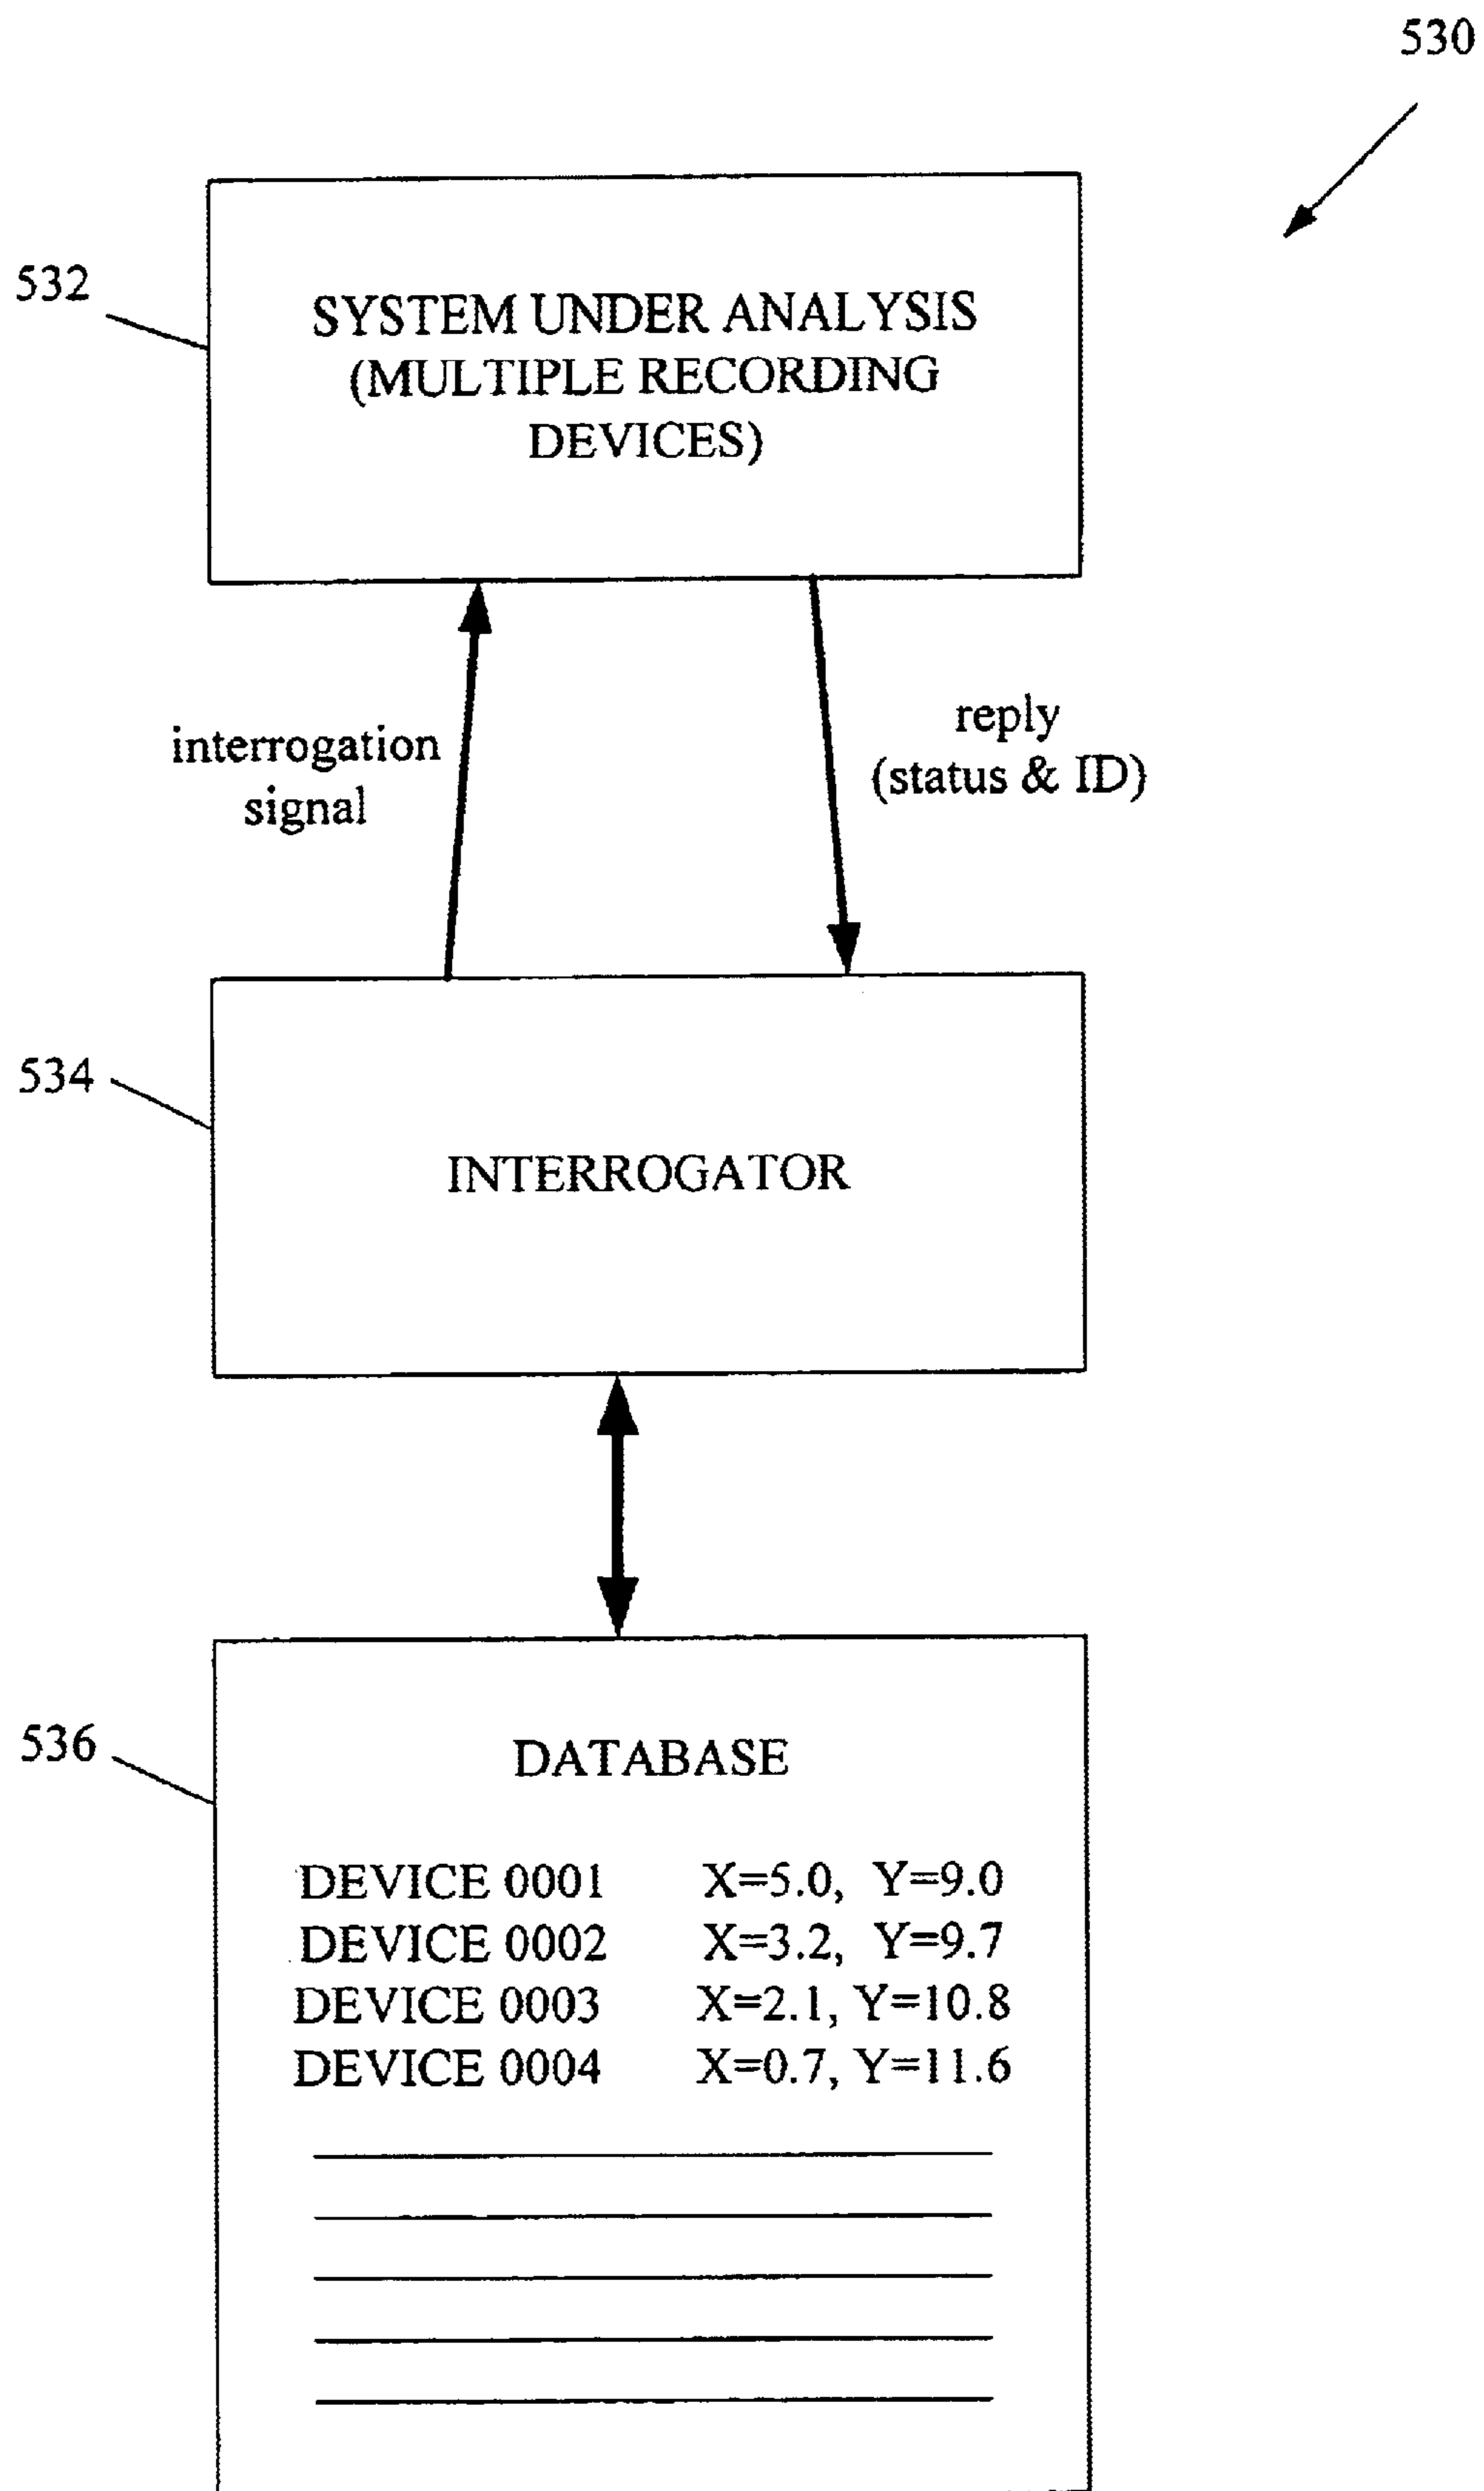 530
532
SYSTEM UNDER ANALYSIS
(MULTIPLE RECORDING
DEVICES)
interrogation
signal
reply
(status & ID)
534
INTERROGATOR
536
DATABASE
DEVICE 0001 X=5.0, Y=9.0
DEVICE 0002 X=3.2, Y=9.7
DEVICE 0003 X=2.1, Y=10.8
DEVICE 0004 X=0.7, Y=11.6